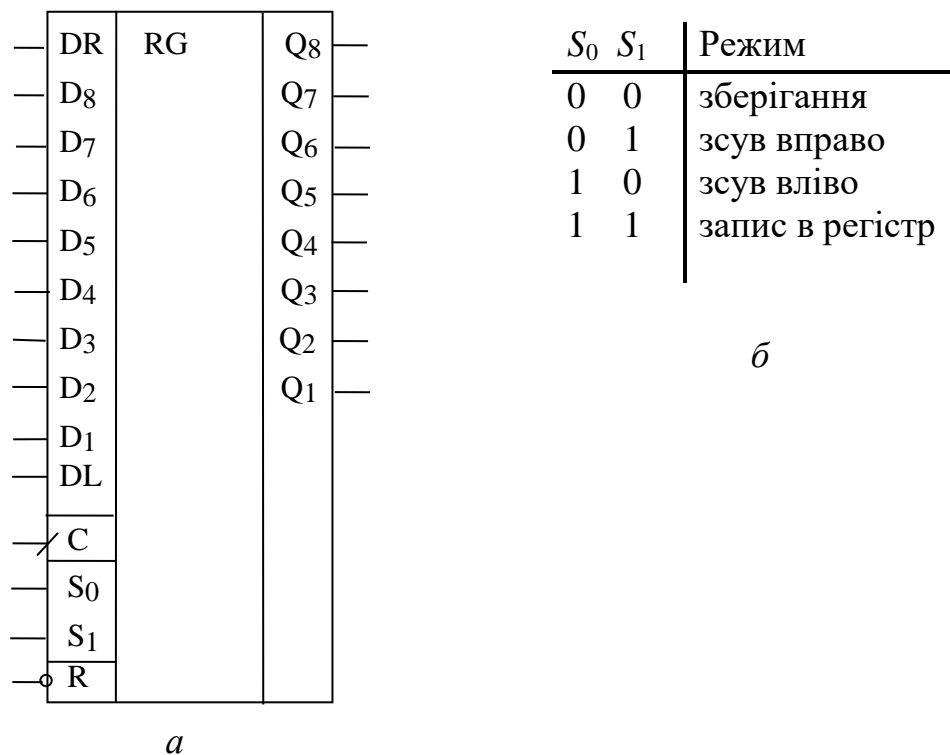 DR RG Q8
D8 Q7
D7 Q6
D6 Q5
D5 Q4
D4 Q3
D3 Q2
D2 Q1
D1
DL
C
S0
S1
R
а
S0 S1 Режим
0 0 зберігання
0 1 зсув вправо
1 0 зсув вліво
1 1 запис в регістр
б